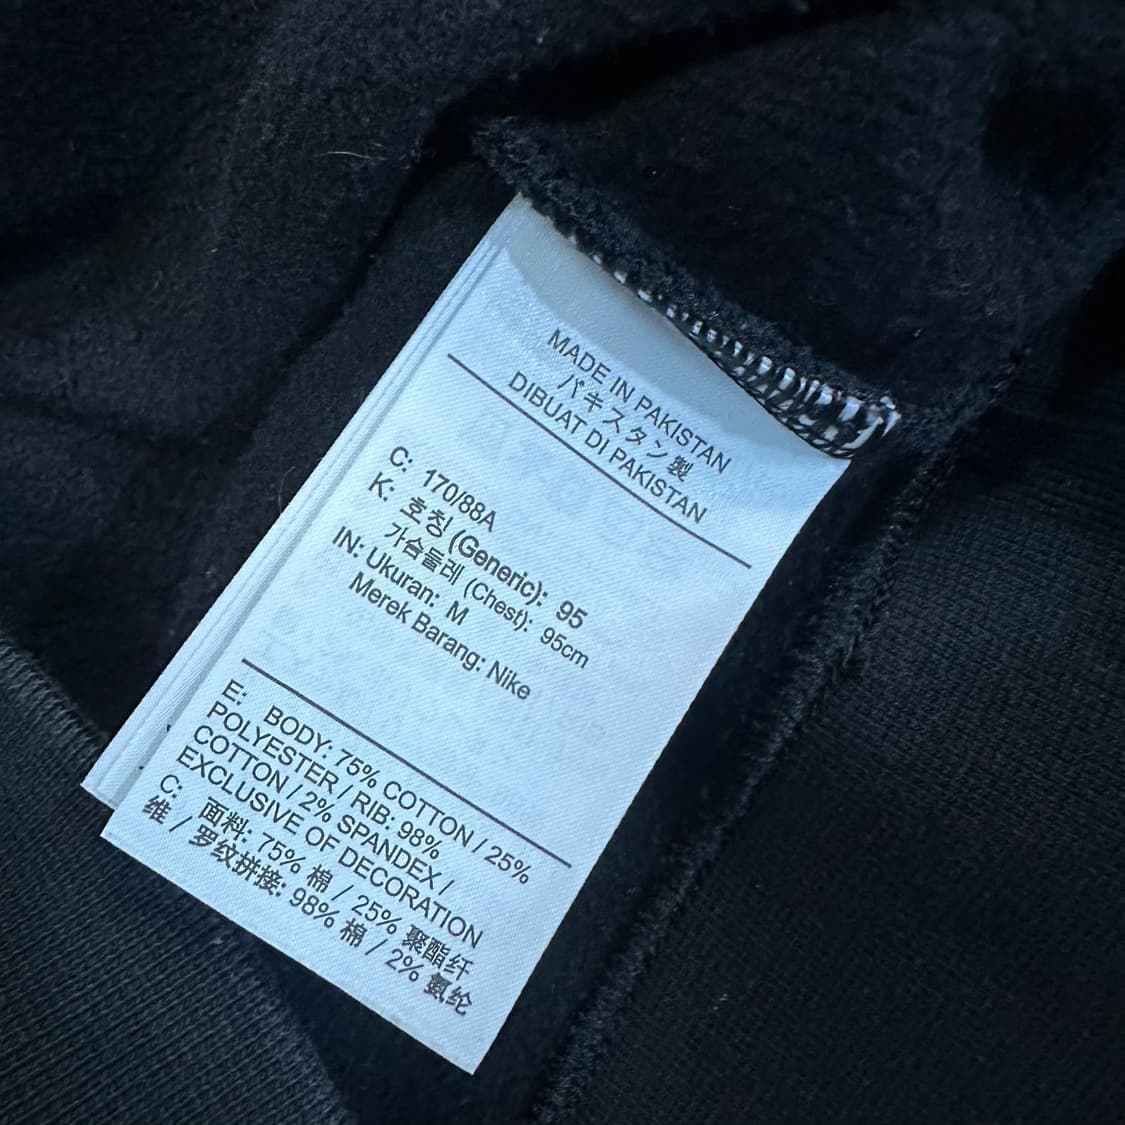 MADE IN PAKISTAN
パキスタン製
DIBUAT DI PAKISTAN
C: 170/88A
K: 호칭 (Generic): 95
가슴둘레 (Chest): 95cm
IN: Ukuran: M
Merek Barang: Nike
E: BODY: 75% COTTON / 25%
POLYESTER / RIB: 98%
COTTON / 2% SPANDEX /
EXCLUSIVE OF DECORATION
C: 面料: 75% 棉 / 25% 聚酯纤
维 / 罗纹拼接: 98% 棉 / 2% 氨纶